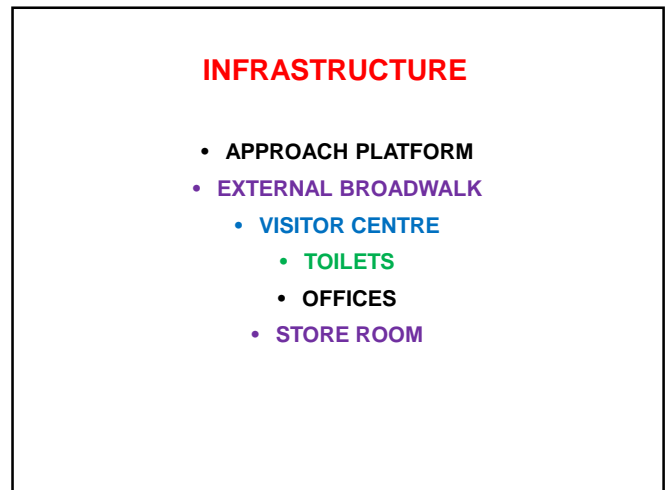 INFRASTRUCTURE
• APPROACH PLATFORM
• EXTERNAL BROADWALK
• VISITOR CENTRE
• TOILETS
• OFFICES
• STORE ROOM